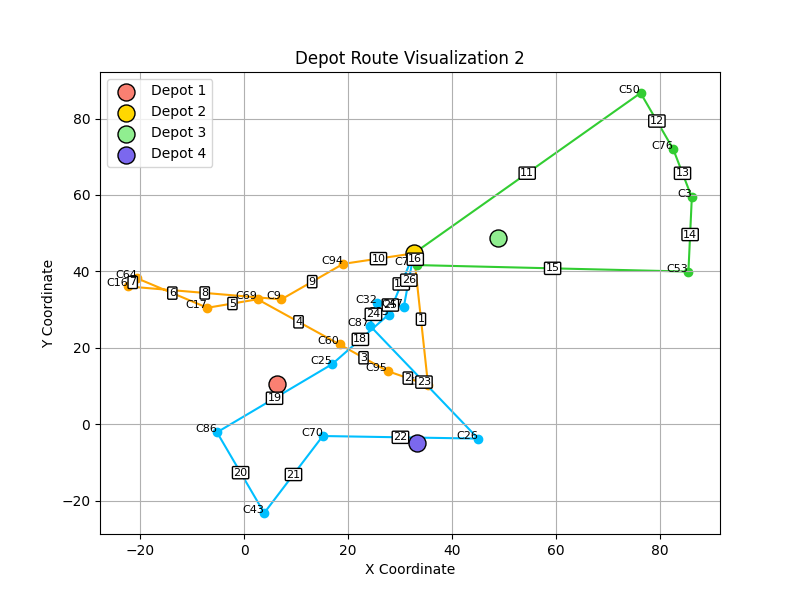 Depot Route Visualization 2
Depot 1
Depot 2
Depot 3
Depot 4
Y Coordinate
80
60
40
20
0
−20
−20
0
20
40
60
80
X Coordinate
C50
12
C76
11
13
C3
14
C53
15
C7
16
C94
10
C64
C16
7
6
8
C17
5
C69
C9
9
26
C32
24
C87
4
1
18
C60
3
C95
2
23
C25
19
C86
C70
22
C26
20
21
C43